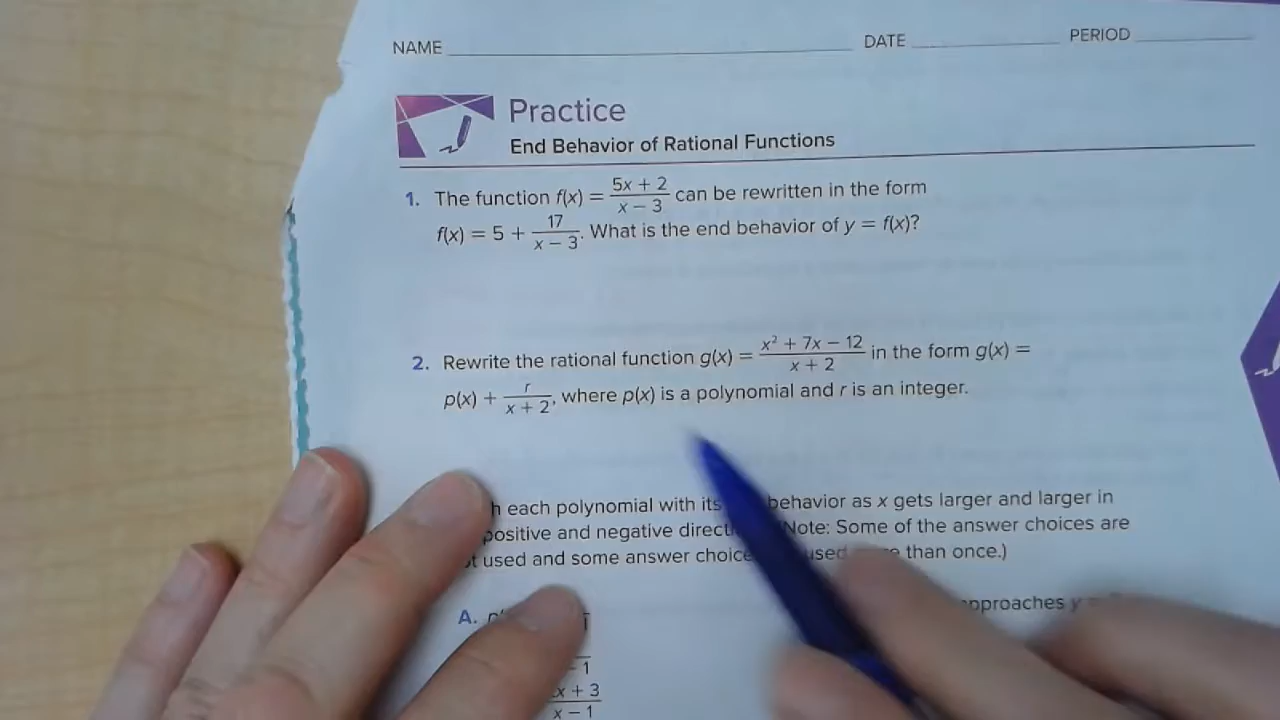 NAME DATE PERIOD
Practice
End Behavior of Rational Functions
1. The function f(x) = (5x + 2)/(x − 3) can be rewritten in the form
f(x) = 5 + 17/(x − 3). What is the end behavior of y = f(x)?
2. Rewrite the rational function g(x) = (x² + 7x − 12)/(x + 2) in the form g(x) =
p(x) + r/(x + 2), where p(x) is a polynomial and r is an integer.
each polynomial with its behavior as x gets larger and larger in
positive and negative (Note: Some of the answer choices are
used and some answer used than once.)
A. approaches y
− 1
x + 3
x − 1